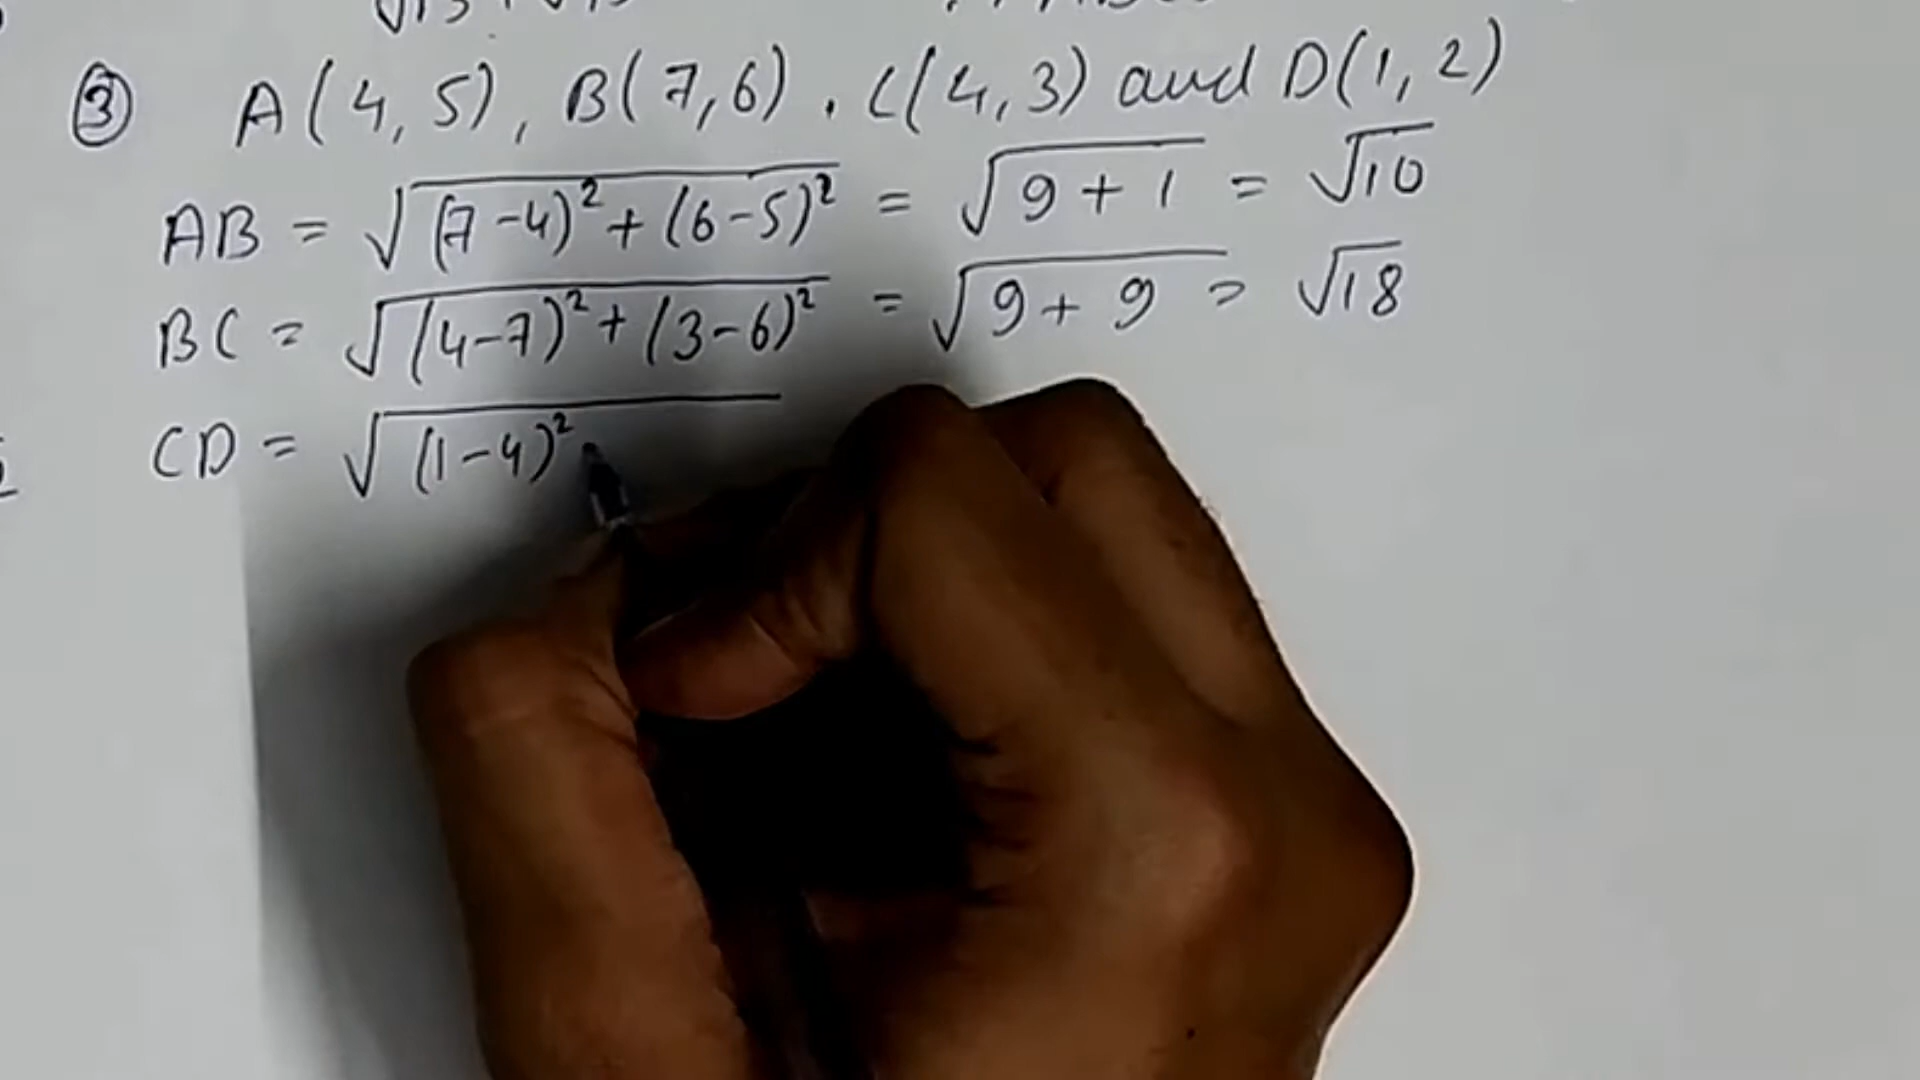 ③ A(4,5), B(7,6). C(4,3) and D(1,2)
AB = √(7-4)² + (6-5)² = √9+1 = √10
BC = √(4-7)² + (3-6)² = √9+9 = √18
CD = √(1-4)²